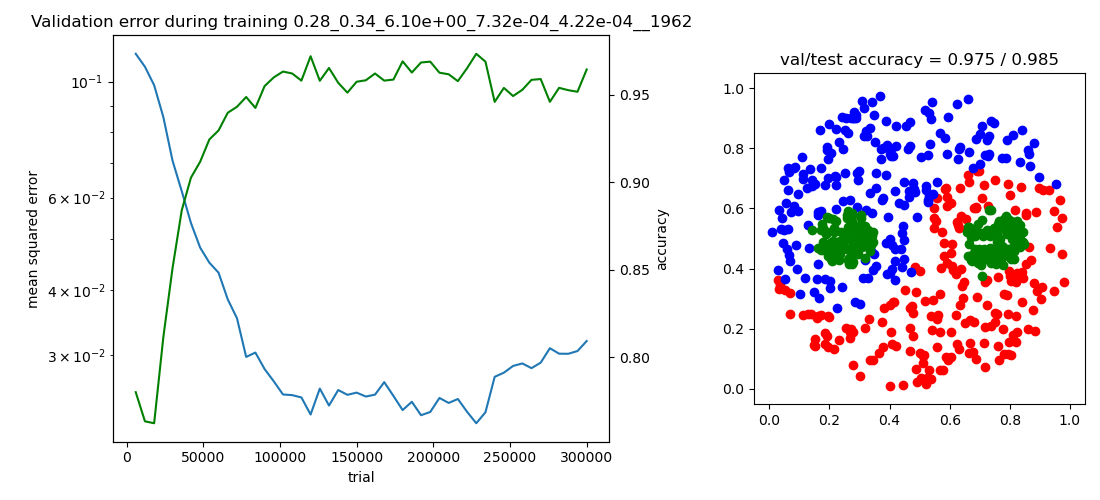 Validation error during training 0.28_0.34_6.10e+00_7.32e-04_4.22e-04__1962
mean squared error
10⁻¹
6 × 10⁻²
4 × 10⁻²
3 × 10⁻²
0 50000 100000 150000 200000 250000 300000
trial
0.95
0.90
0.85
0.80
accuracy
val/test accuracy = 0.975 / 0.985
1.0
0.8
0.6
0.4
0.2
0.0
0.0 0.2 0.4 0.6 0.8 1.0